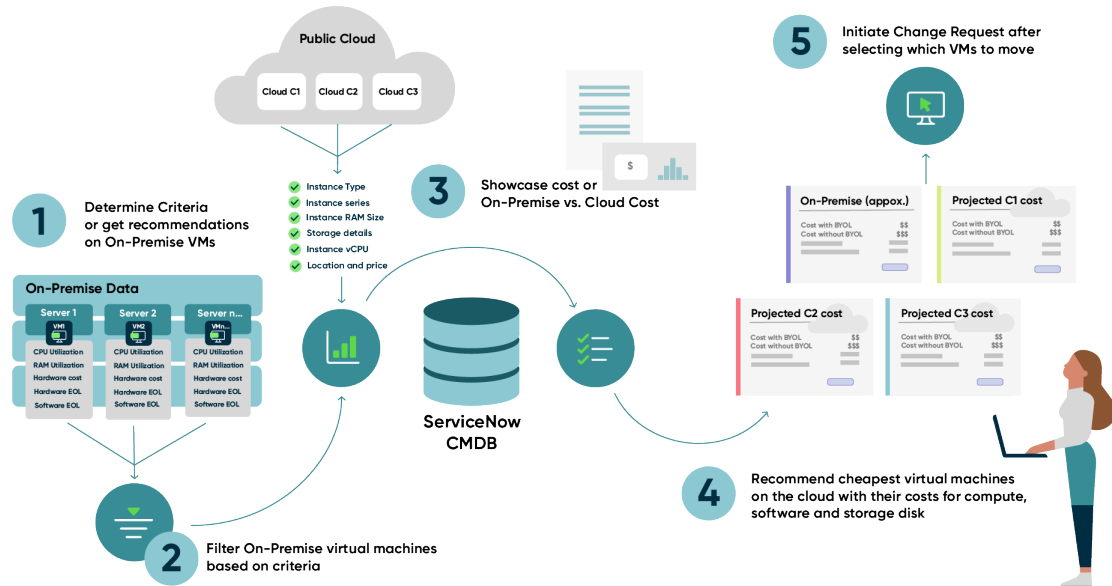 Public Cloud
Cloud C1
Cloud C2
Cloud C3
Instance Type
Instance series
Instance RAM Size
Storage details
Instance vCPU
Location and price
1
Determine Criteria
or get recommendations
on On-Premise VMs
On-Premise Data
Server 1
VM1
CPU Utilization
RAM Utilization
Hardware cost
Hardware EOL
Software EOL
Server 2
VM2
CPU Utilization
RAM Utilization
Hardware cost
Hardware EOL
Software EOL
Server n...
VMn...
CPU Utilization
RAM Utilization
Hardware cost
Hardware EOL
Software EOL
2
Filter On-Premise virtual machines
based on criteria
3
Showcase cost or
On-Premise vs. Cloud Cost
$
ServiceNow
CMDB
4
Recommend cheapest virtual machines
on the cloud with their costs for compute,
software and storage disk
On-Premise (appox.)
Cost with BYOL $$
Cost without BYOL $$$
Projected C1 cost
Cost with BYOL $$
Cost without BYOL $$$
Projected C2 cost
Cost with BYOL $$
Cost without BYOL $$$
Projected C3 cost
Cost with BYOL $$
Cost without BYOL $$$
5
Initiate Change Request after
selecting which VMs to move